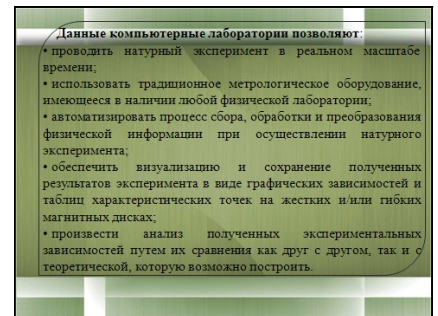 Данные компьютерные лаборатории позволяют:
• проводить натурный эксперимент в реальном масштабе
времени;
• использовать традиционное метрологическое оборудование,
имеющееся в наличии любой физической лаборатории;
• автоматизировать процесс сбора, обработки и преобразования
физической информации при осуществлении натурного
эксперимента;
• обеспечить визуализацию и сохранение полученных
результатов эксперимента в виде графических зависимостей и
таблиц характеристических точек на жестких и/или гибких
магнитных дисках;
• произвести анализ полученных экспериментальных
зависимостей путем их сравнения как друг с другом, так и с
теоретической, которую возможно построить.